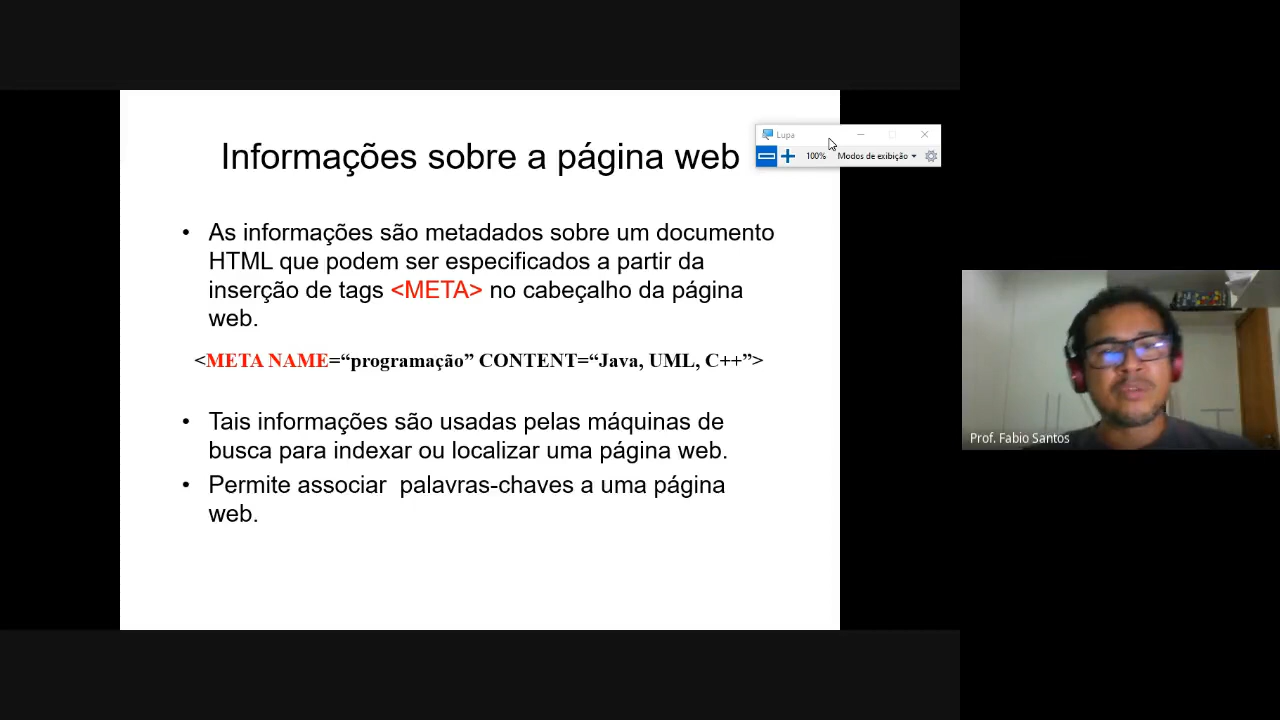 Informações sobre a página web
Lupa
100% Modos de exibição
• As informações são metadados sobre um documento
HTML que podem ser especificados a partir da
inserção de tags <META> no cabeçalho da página
web.
<META NAME=“programação” CONTENT=“Java, UML, C++”>
• Tais informações são usadas pelas máquinas de
busca para indexar ou localizar uma página web.
• Permite associar  palavras-chaves a uma página
web.
Prof. Fabio Santos